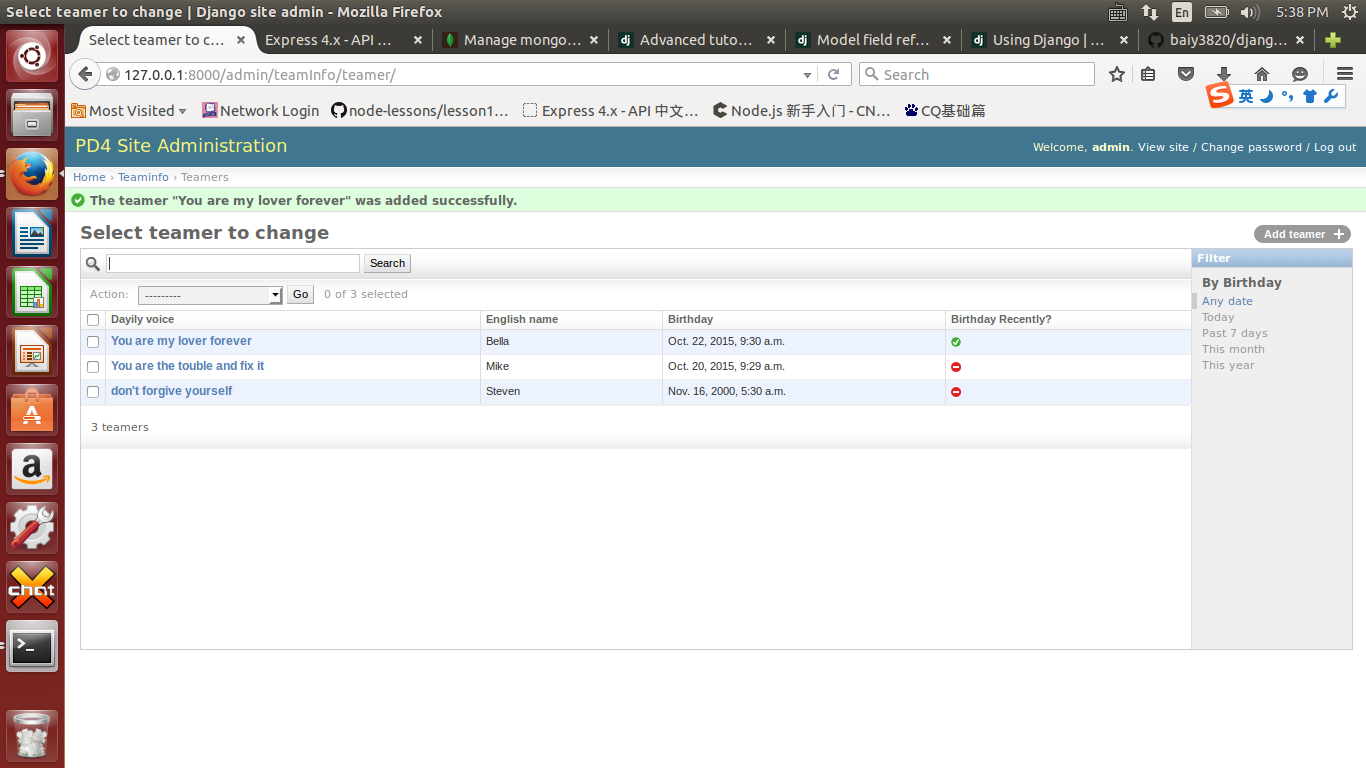 Select teamer to change | Django site admin - Mozilla Firefox
En
5:38 PM
Select teamer to c...
Express 4.x - API ...
Manage mongo...
Advanced tuto...
Model field ref...
Using Django | ...
baiy3820/djang...
127.0.0.1:8000/admin/teamInfo/teamer/
Search
英
Most Visited
Network Login
node-lessons/lesson1...
Express 4.x - API 中文...
Node.js 新手入门 - CN...
CQ基础篇
PD4 Site Administration
Welcome, admin. View site / Change password / Log out
Home › Teaminfo › Teamers
The teamer "You are my lover forever" was added successfully.
Select teamer to change
Add teamer
Search
Filter
By Birthday
Any date
Today
Past 7 days
This month
This year
Action:
---------
Go
0 of 3 selected
Dayily voice
English name
Birthday
Birthday Recently?
You are my lover forever
Bella
Oct. 22, 2015, 9:30 a.m.
You are the touble and fix it
Mike
Oct. 20, 2015, 9:29 a.m.
don't forgive yourself
Steven
Nov. 16, 2000, 5:30 a.m.
3 teamers
a
chat
>_